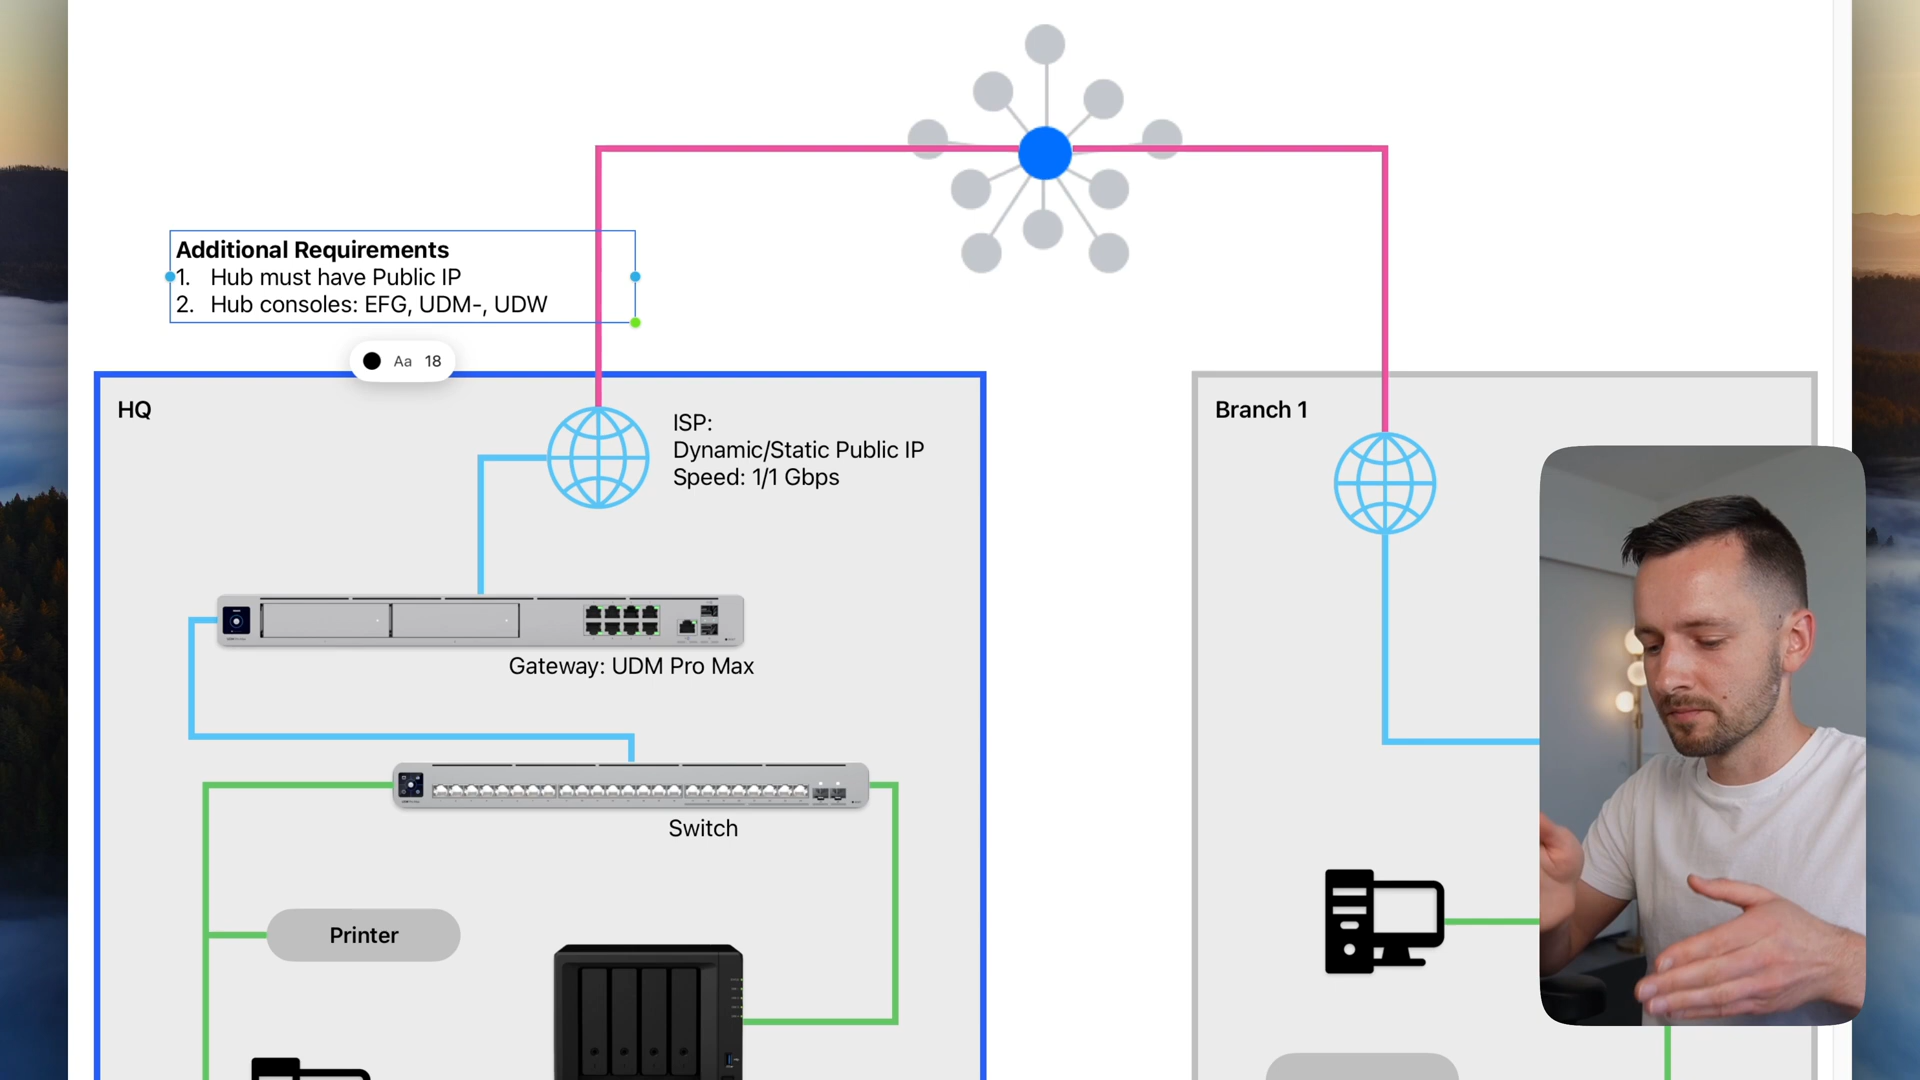 Additional Requirements
1. Hub must have Public IP
2. Hub consoles: EFG, UDM-, UDW
Aa 18
HQ
ISP:
Dynamic/Static Public IP
Speed: 1/1 Gbps
Branch 1
Gateway: UDM Pro Max
Switch
Printer